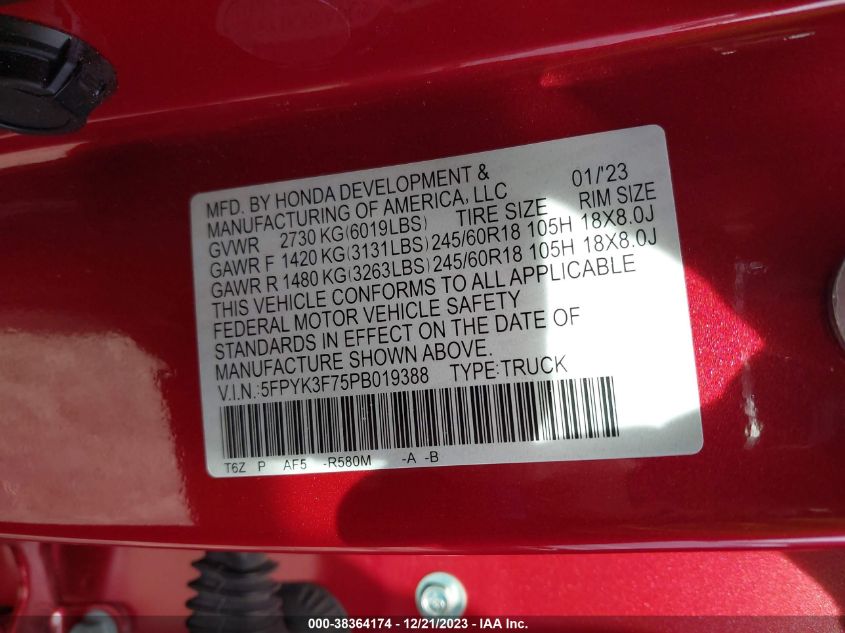 MFD. BY HONDA DEVELOPMENT & 01/'23
MANUFACTURING OF AMERICA, LLC
GVWR 2730 KG(6019LBS) TIRE SIZE RIM SIZE
GAWR F 1420 KG(3131LBS) 245/60R18 105H 18X8.0J
GAWR R 1480 KG(3263LBS) 245/60R18 105H 18X8.0J
THIS VEHICLE CONFORMS TO ALL APPLICABLE
FEDERAL MOTOR VEHICLE SAFETY
STANDARDS IN EFFECT ON THE DATE OF
MANUFACTURE SHOWN ABOVE.
V.I.N.:5FPYK3F75PB019388 TYPE:TRUCK
T6Z P AF5 -R580M -A -B
000-38364174 - 12/21/2023 - IAA Inc.